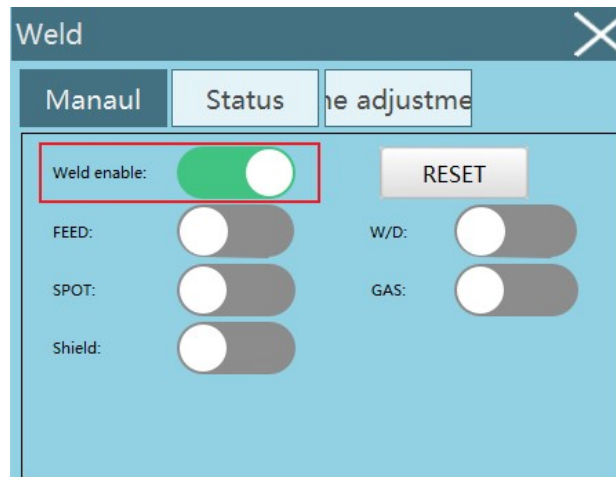 Weld
Manaul Status ne adjustme
Weld enable: RESET
FEED: W/D:
SPOT: GAS:
Shield: